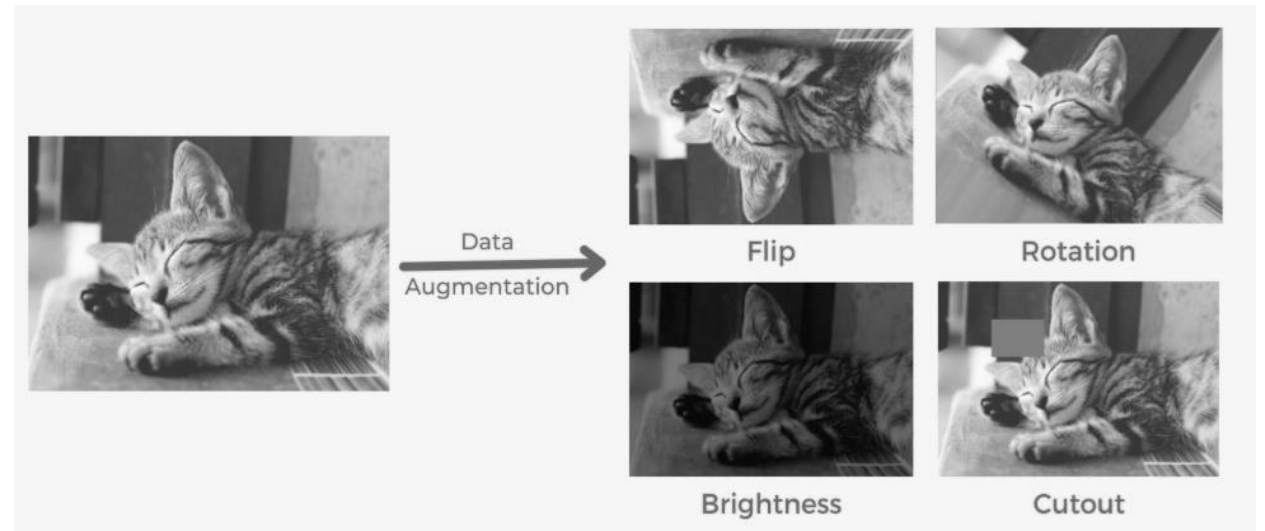 Data
Augmentation
Flip
Rotation
Brightness
Cutout